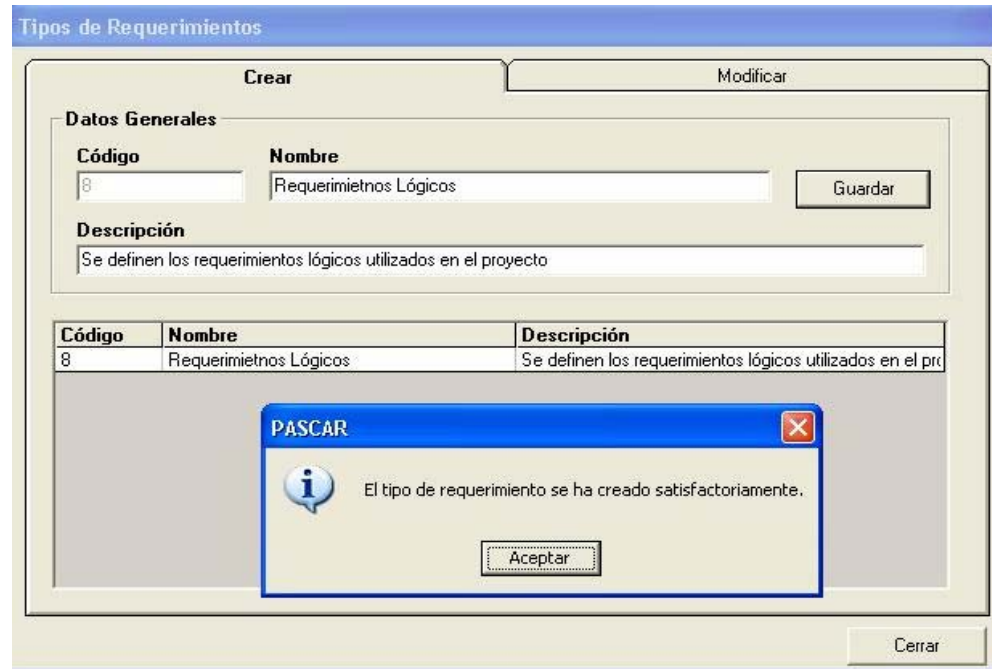 Tipos de Requerimientos
Crear Modificar
Datos Generales
Código Nombre
8 Requerimietnos Lógicos Guardar
Descripción
Se definen los requerimientos lógicos utilizados en el proyecto
Código Nombre Descripción
8 Requerimietnos Lógicos Se definen los requerimientos lógicos utilizados en el pro
PASCAR
El tipo de requerimiento se ha creado satisfactoriamente.
Aceptar
Cerrar